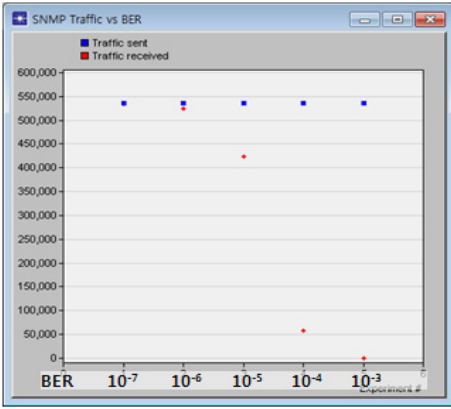 SNMP Traffic vs BER
Traffic sent
Traffic received
600,000
550,000
500,000
450,000
400,000
350,000
300,000
250,000
200,000
150,000
100,000
50,000
0
BER 10⁻⁷ 10⁻⁶ 10⁻⁵ 10⁻⁴ 10⁻³ 6
Experiment #